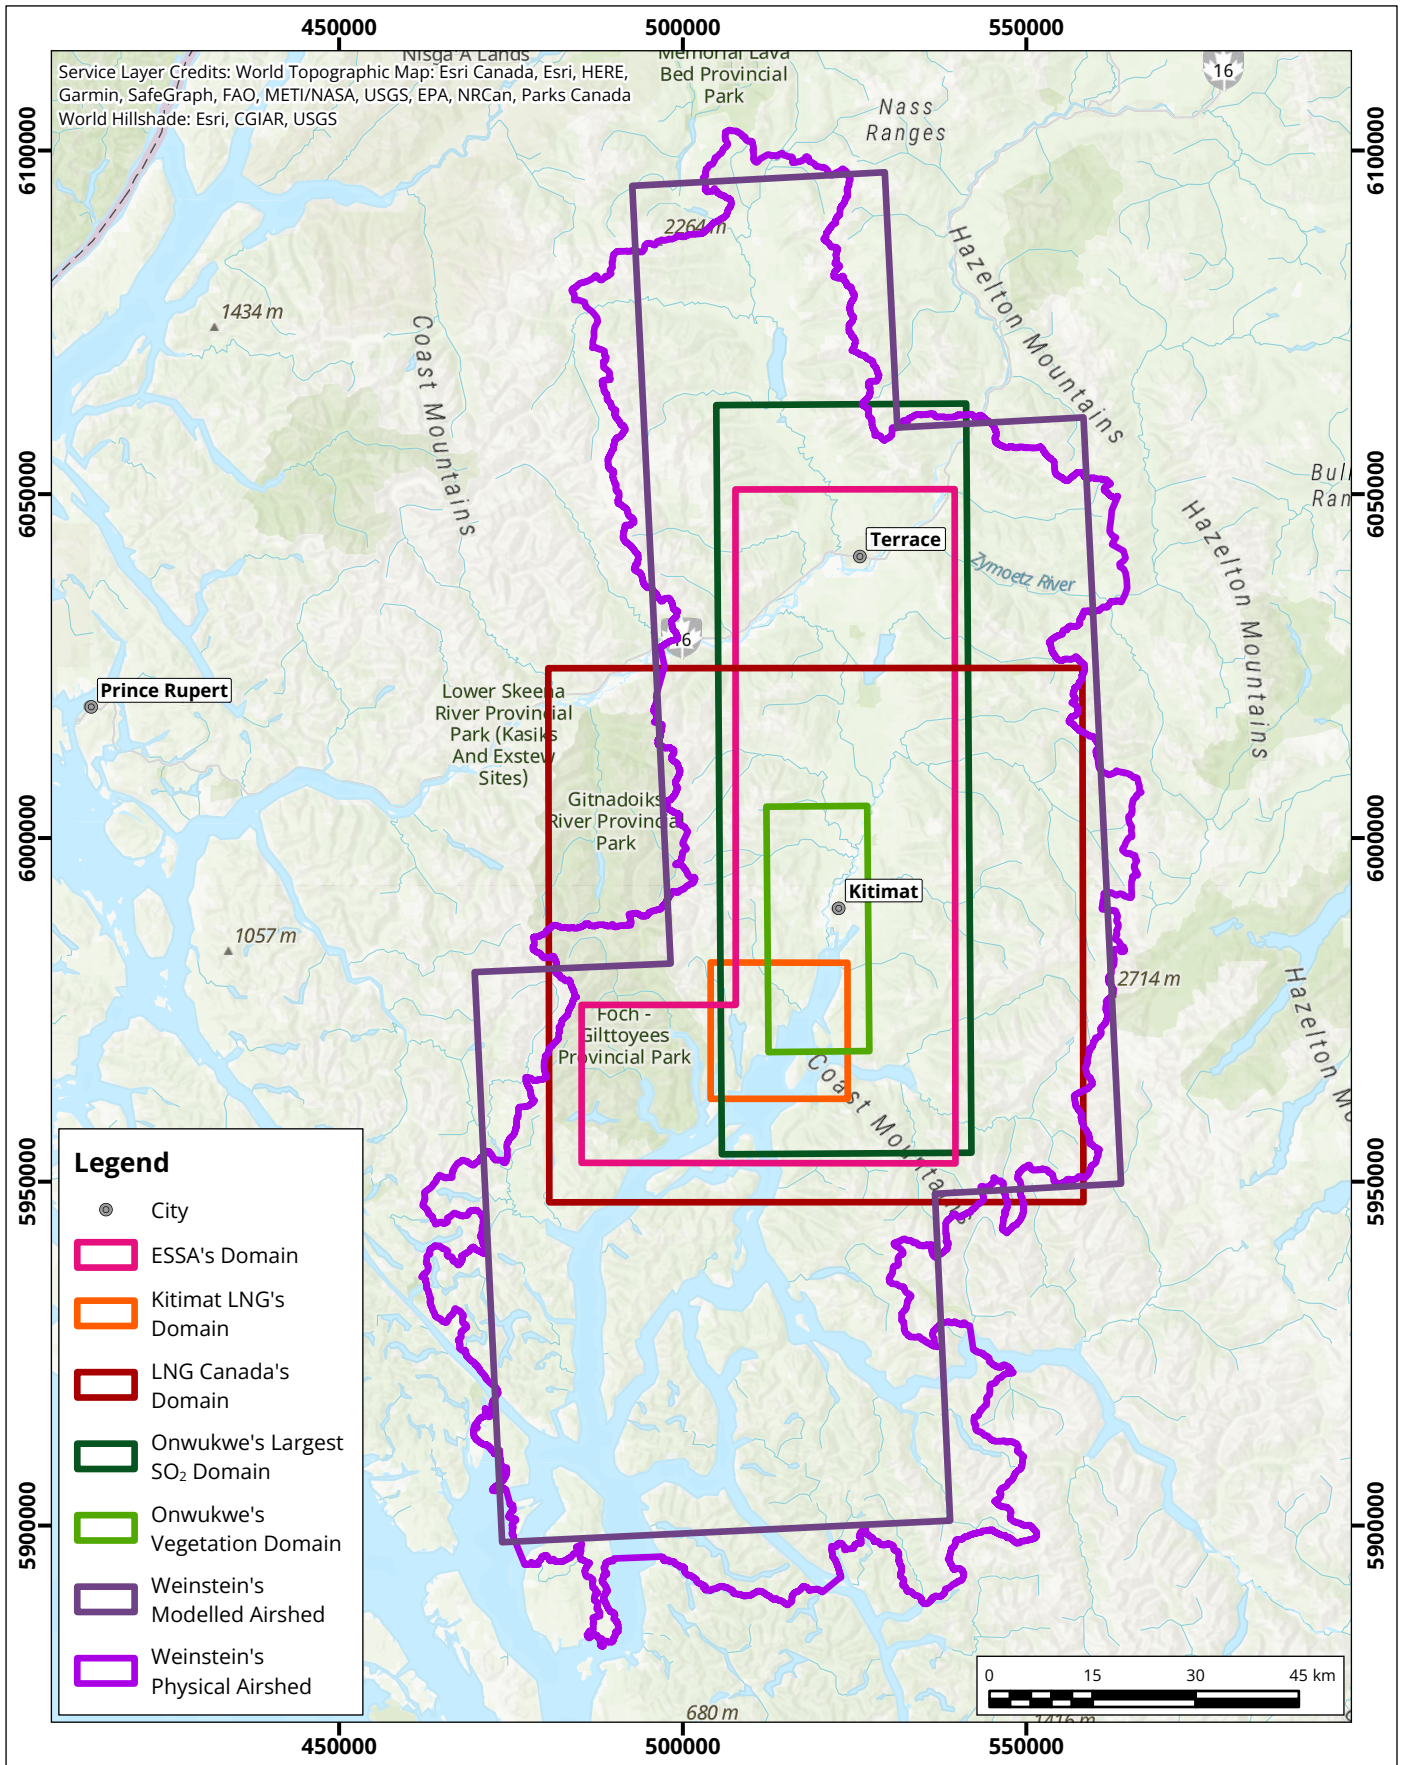 450000
500000
550000
Nisga'A Lands
Memorial Lava
Bed Provincial
Park
16
Service Layer Credits: World Topographic Map: Esri Canada, Esri, HERE,
Garmin, SafeGraph, FAO, METI/NASA, USGS, EPA, NRCan, Parks Canada
World Hillshade: Esri, CGIAR, USGS
Nass
Ranges
6100000
6100000
2264 m
Hazelton Mountains
1434 m
Coast Mountains
6050000
6050000
Hazelton Mountains
Terrace
Zymoetz River
16
Prince Rupert
Lower Skeena
River Provincial
Park (Kasiks
And Exstew
Sites)
Gitnadoiks
River Provincial
Park
6000000
6000000
Kitimat
1057 m
2714 m
Hazelton
Foch -
Gilttoyees
Provincial Park
Coast Mountains
5950000
5950000
Legend
City
ESSA's Domain
Kitimat LNG's
Domain
LNG Canada's
Domain
Onwukwe's Largest
SO₂ Domain
Onwukwe's
Vegetation Domain
Weinstein's
Modelled Airshed
Weinstein's
Physical Airshed
5900000
5900000
0 15 30 45 km
680 m
450000
500000
550000